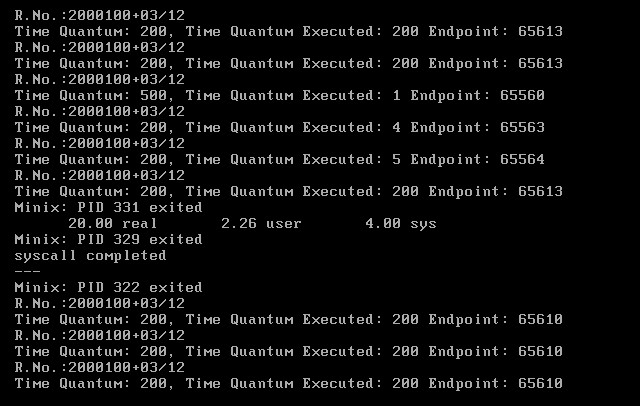 R.No.:2000100+03/12
Time Quantum: 200, Time Quantum Executed: 200 Endpoint: 65613
R.No.:2000100+03/12
Time Quantum: 200, Time Quantum Executed: 200 Endpoint: 65613
R.No.:2000100+03/12
Time Quantum: 500, Time Quantum Executed: 1 Endpoint: 65560
R.No.:2000100+03/12
Time Quantum: 200, Time Quantum Executed: 4 Endpoint: 65563
R.No.:2000100+03/12
Time Quantum: 200, Time Quantum Executed: 5 Endpoint: 65564
R.No.:2000100+03/12
Time Quantum: 200, Time Quantum Executed: 200 Endpoint: 65613
Minix: PID 331 exited
20.00 real 2.26 user 4.00 sys
Minix: PID 329 exited
syscall completed
---
Minix: PID 322 exited
R.No.:2000100+03/12
Time Quantum: 200, Time Quantum Executed: 200 Endpoint: 65610
R.No.:2000100+03/12
Time Quantum: 200, Time Quantum Executed: 200 Endpoint: 65610
R.No.:2000100+03/12
Time Quantum: 200, Time Quantum Executed: 200 Endpoint: 65610